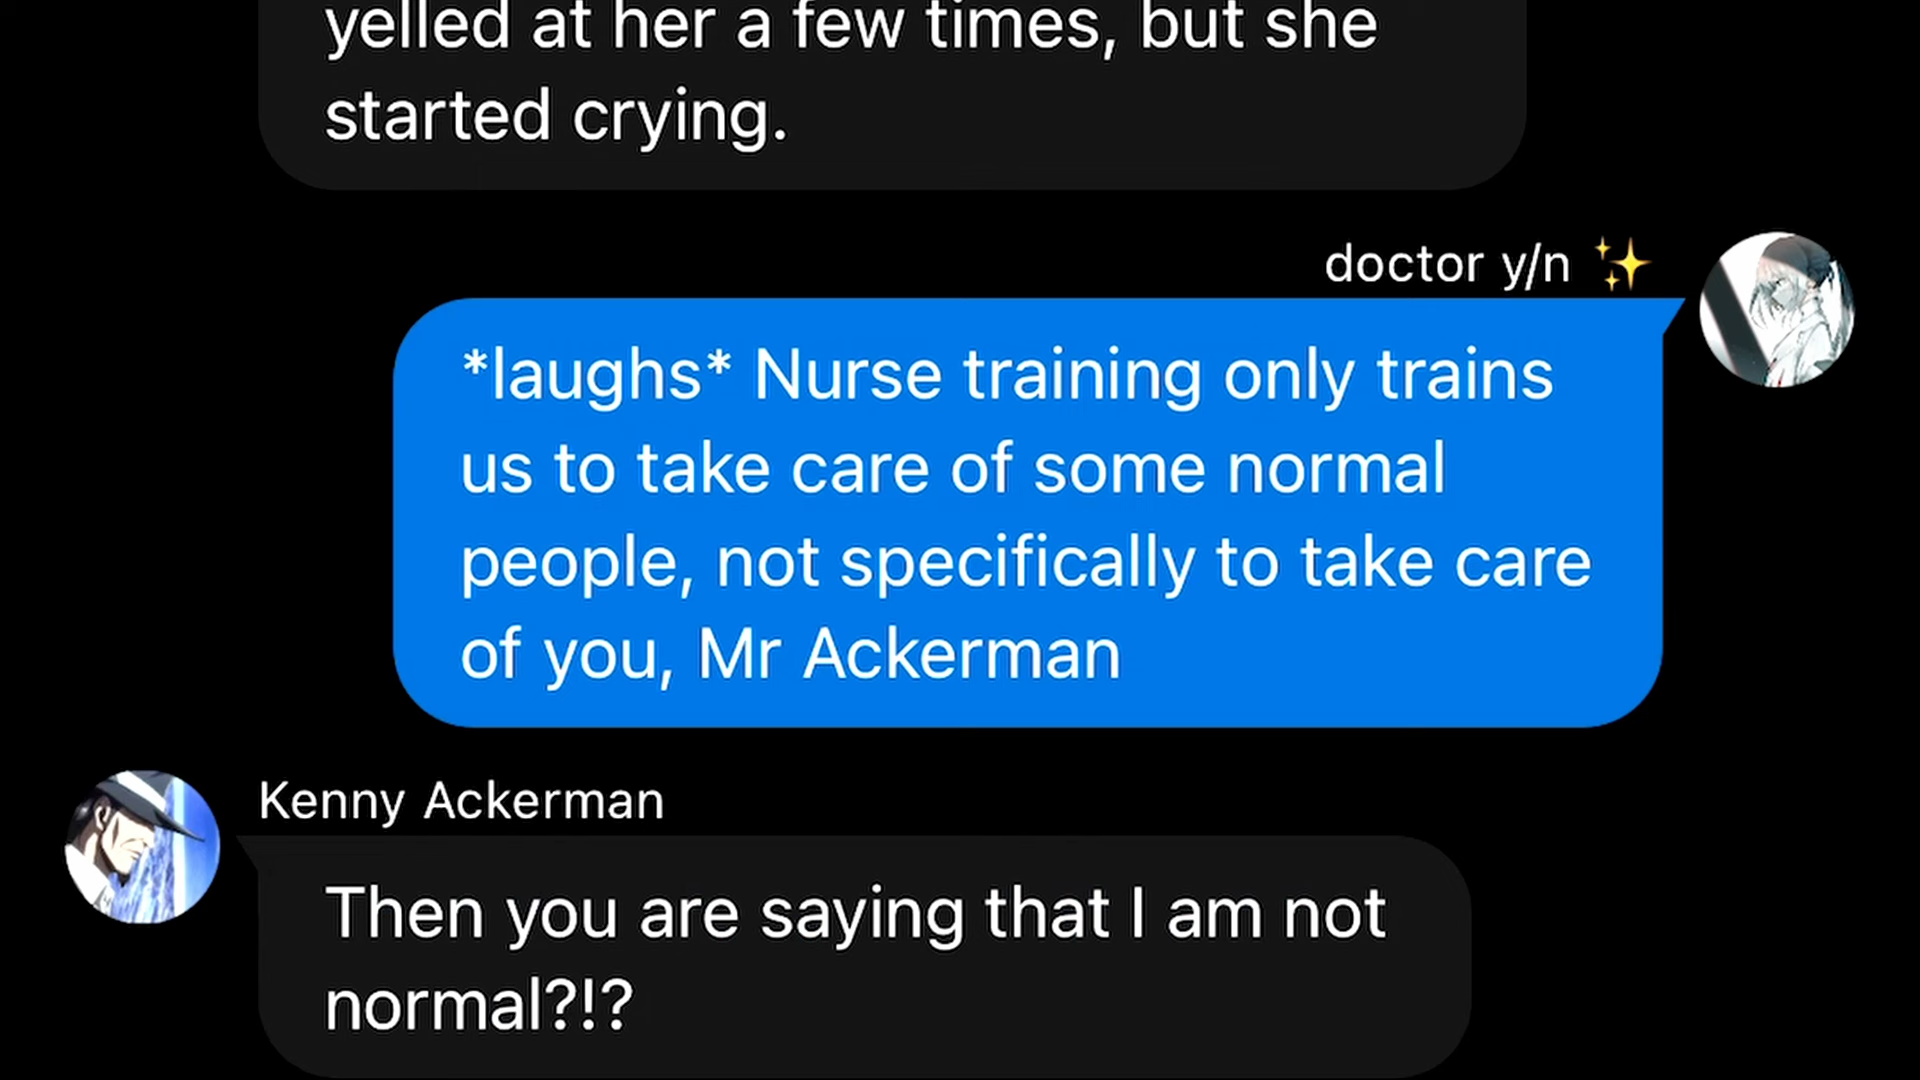 yelled at her a few times, but she
started crying.
doctor y/n ✨
*laughs* Nurse training only trains
us to take care of some normal
people, not specifically to take care
of you, Mr Ackerman
Kenny Ackerman
Then you are saying that I am not
normal?!?